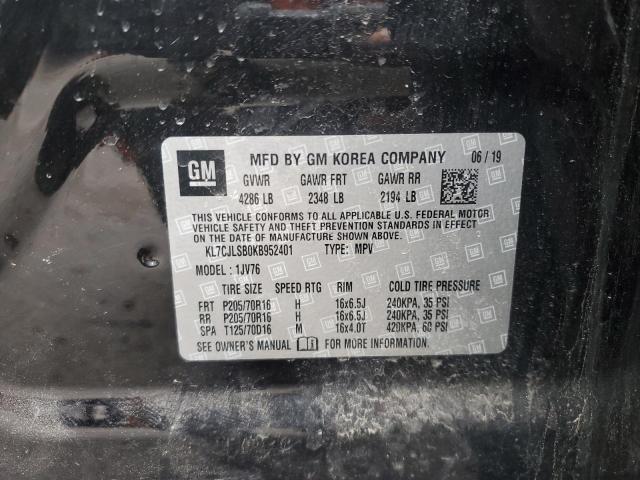 GM
MFD BY GM KOREA COMPANY 06/19
GVWR GAWR FRT GAWR RR
4286 LB 2348 LB 2194 LB
THIS VEHICLE CONFORMS TO ALL APPLICABLE U.S. FEDERAL MOTOR
VEHICLE SAFETY AND THEFT PREVENTION STANDARDS IN EFFECT
ON THE DATE OF MANUFACTURE SHOWN ABOVE.
KL7CJLSB0KB952401 TYPE: MPV
MODEL: 1JV76
TIRE SIZE SPEED RTG RIM COLD TIRE PRESSURE
FRT P205/70R16 H 16x6.5J 240KPA, 35 PSI
RR P205/70R16 H 16x6.5J 240KPA, 35 PSI
SPA T125/70D16 M 16x4.0T 420KPA, 60 PSI
SEE OWNER'S MANUAL FOR MORE INFORMATION.